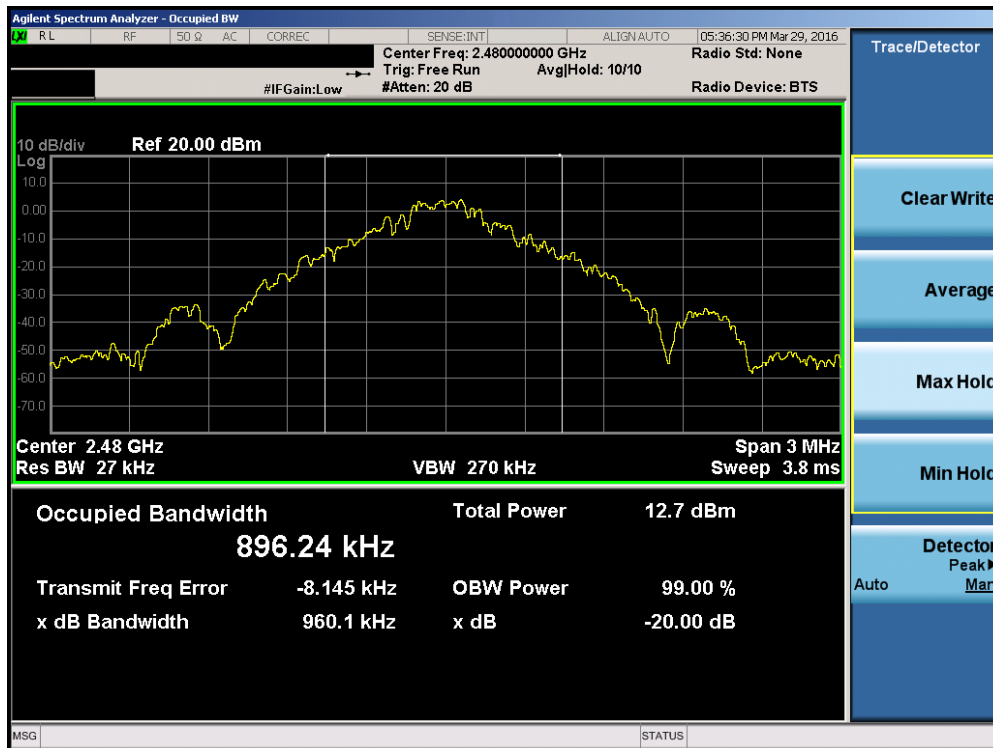 Agilent Spectrum Analyzer - Occupied BW
LXI RL RF 50 Ω AC CORREC SENSE:INT ALIGN AUTO 05:36:30 PM Mar 29, 2016
Center Freq: 2.480000000 GHz Radio Std: None
Trig: Free Run Avg|Hold: 10/10
#IFGain:Low #Atten: 20 dB Radio Device: BTS
Trace/Detector
10 dB/div Ref 20.00 dBm
Log
10.0
0.00
-10.0
-20.0
-30.0
-40.0
-50.0
-60.0
-70.0
Center 2.48 GHz Span 3 MHz
Res BW 27 kHz VBW 270 kHz Sweep 3.8 ms
Occupied Bandwidth Total Power 12.7 dBm
896.24 kHz
Transmit Freq Error -8.145 kHz OBW Power 99.00 %
x dB Bandwidth 960.1 kHz x dB -20.00 dB
Clear Write
Average
Max Hold
Min Hold
Detector
Peak
Auto Man
MSG STATUS